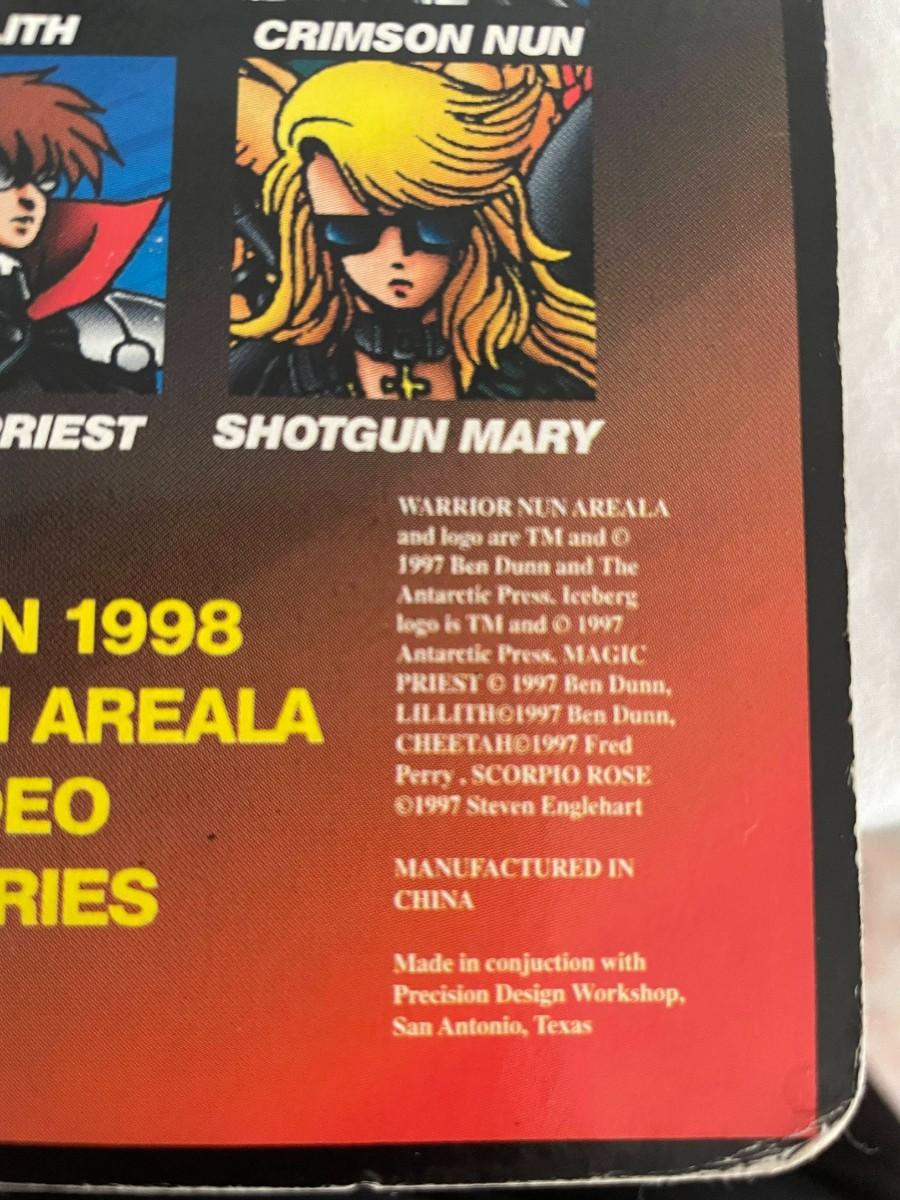 LITH
CRIMSON NUN
PRIEST
SHOTGUN MARY
N 1998
AREALA
DEO
RIES
WARRIOR NUN AREALA
and logo are TM and ©
1997 Ben Dunn and The
Antarctic Press. Iceberg
logo is TM and © 1997
Antarctic Press. MAGIC
PRIEST © 1997 Ben Dunn,
LILLITH©1997 Ben Dunn,
CHEETAH©1997 Fred
Perry . SCORPIO ROSE
©1997 Steven Englehart
MANUFACTURED IN
CHINA
Made in conjuction with
Precision Design Workshop,
San Antonio, Texas